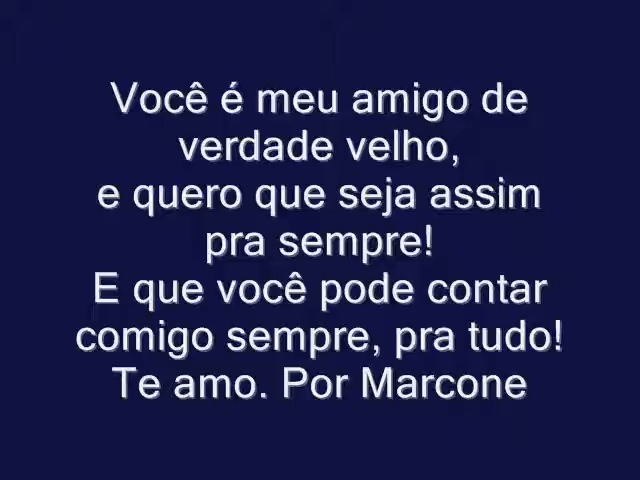 Você é meu amigo de
verdade velho,
e quero que seja assim
pra sempre!
E que você pode contar
comigo sempre, pra tudo!
Te amo. Por Marcone